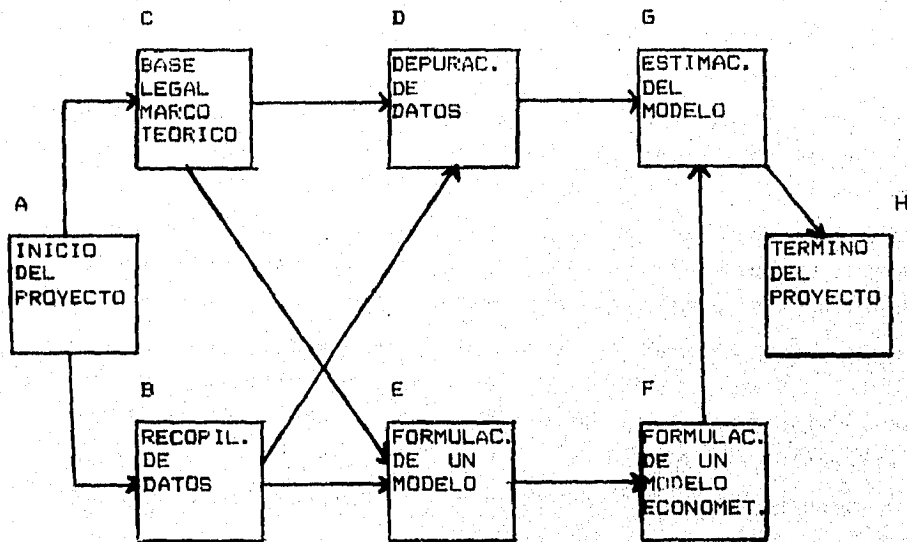 C
BASE
LEGAL
MARCO
TEORICO
D
DEPURAC.
DE
DATOS
G
ESTIMAC.
DEL
MODELO
A
INICIO
DEL
PROYECTO
H
TERMINO
DEL
PROYECTO
B
RECOPIL.
DE
DATOS
E
FORMULAC.
DE UN
MODELO
F
FORMULAC.
DE UN
MODELO
ECONOMET.